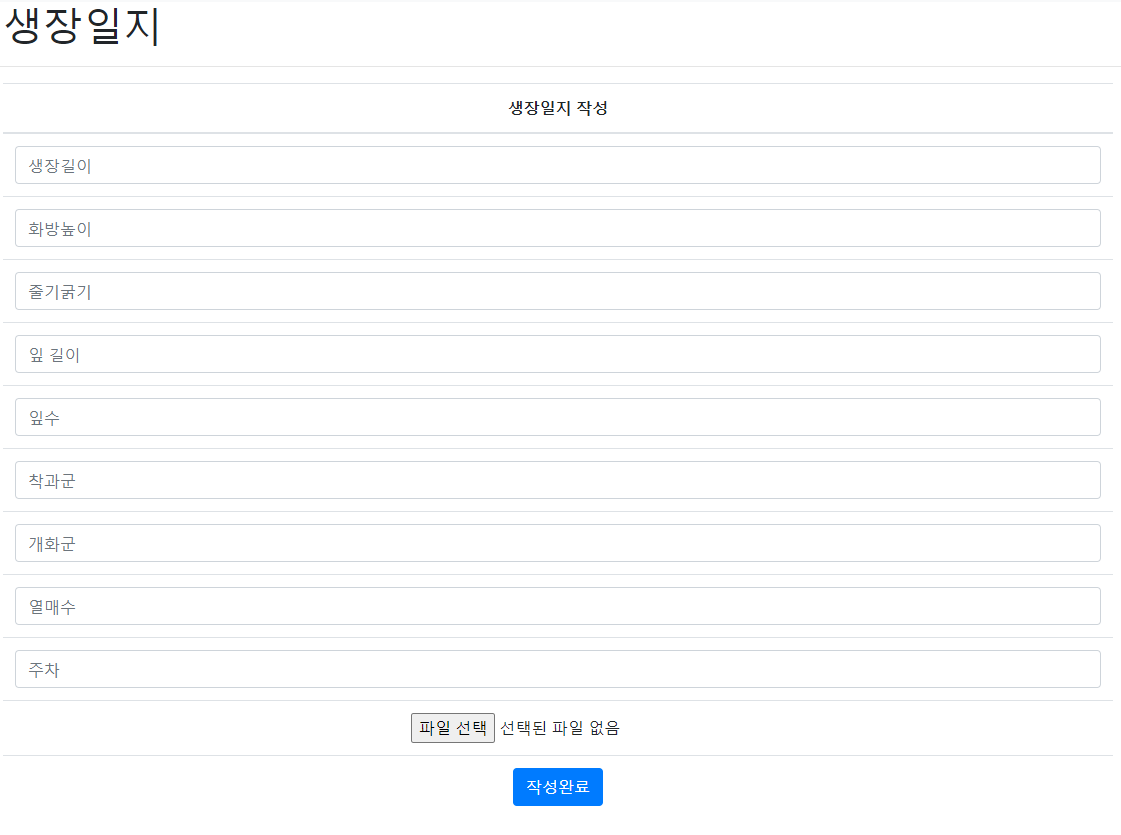 생장일지
생장일지 작성
생장길이
화방높이
줄기굵기
잎 길이
잎수
착과군
개화군
열매수
주차
파일 선택 선택된 파일 없음
작성완료